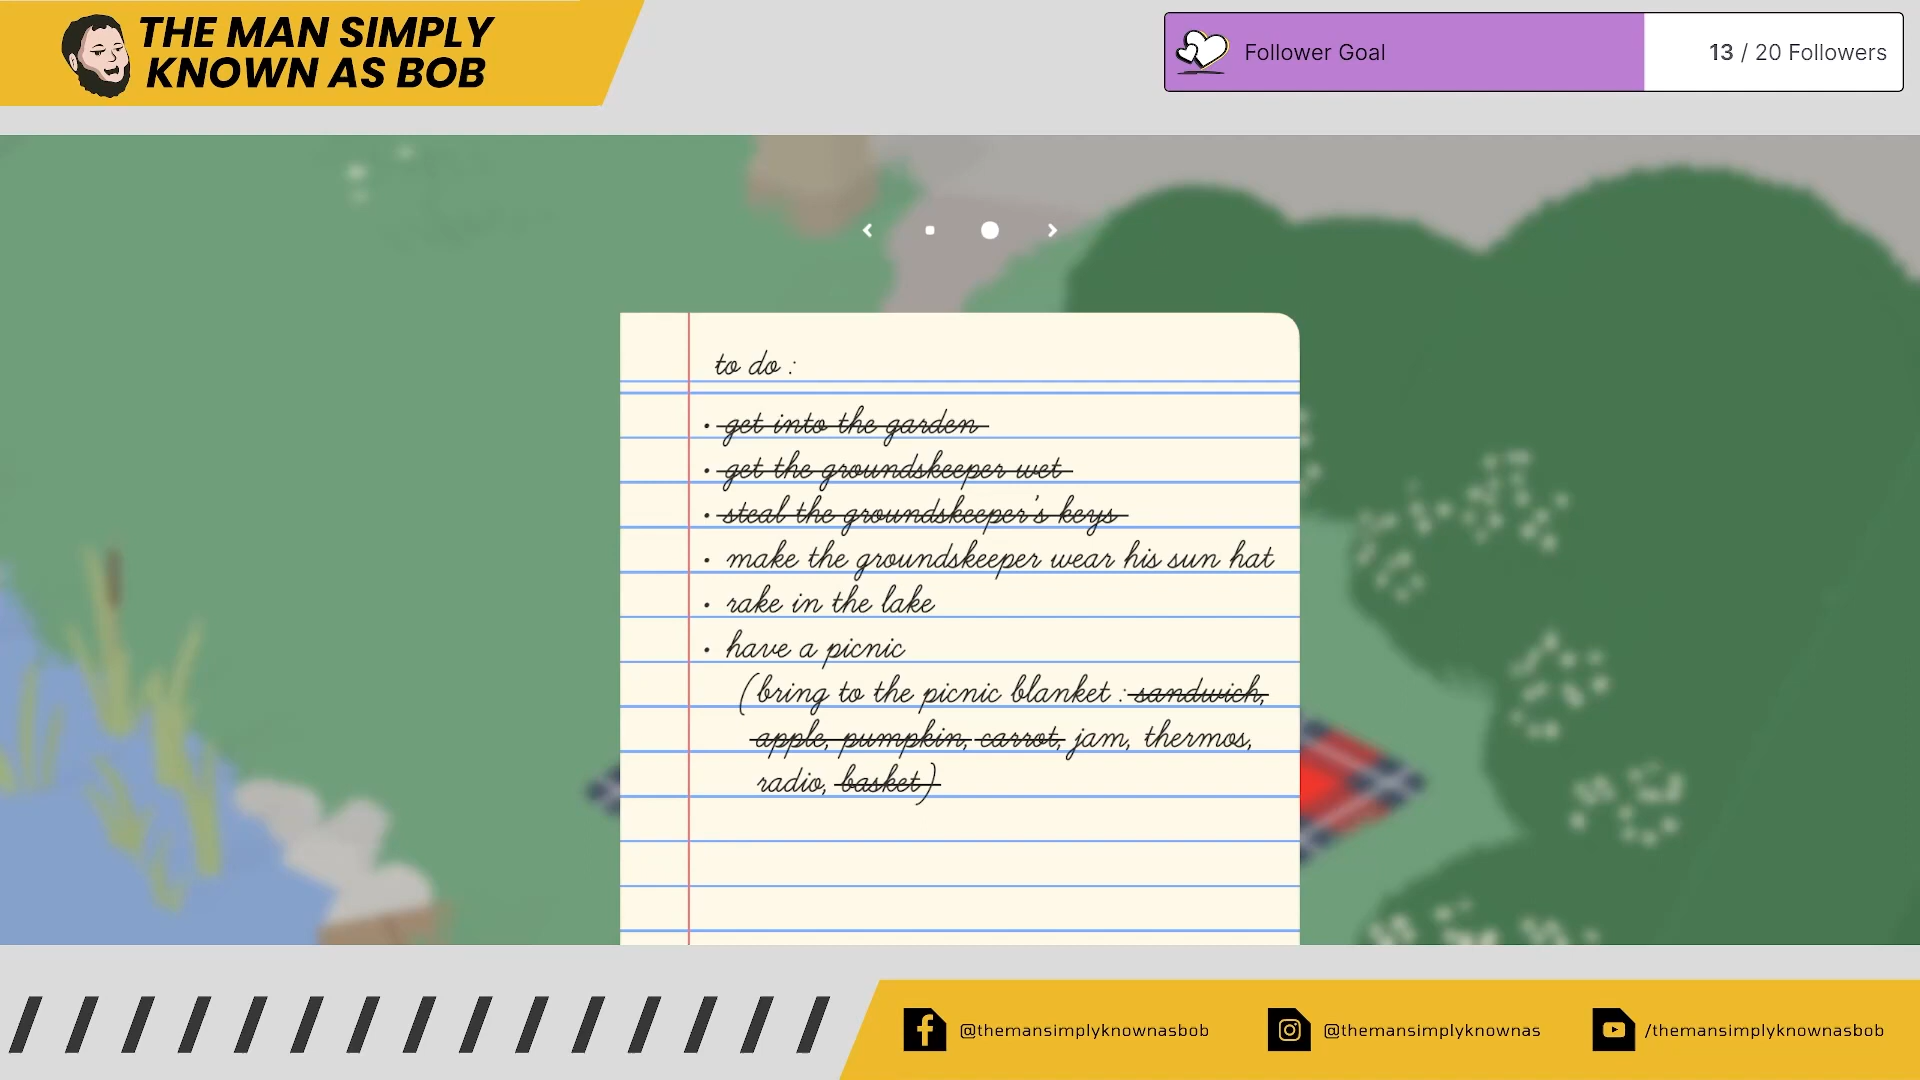 THE MAN SIMPLY
KNOWN AS BOB
Follower Goal
13 / 20 Followers
to do :
• get into the garden
• get the groundskeeper wet
• steal the groundskeeper's keys
• make the groundskeeper wear his sun hat
• rake in the lake
• have a picnic
(bring to the picnic blanket : sandwich,
apple, pumpkin, carrot, jam, thermos,
radio, basket)
@themansimplyknownasbob
@themansimplyknownas
/themansimplyknownasbob